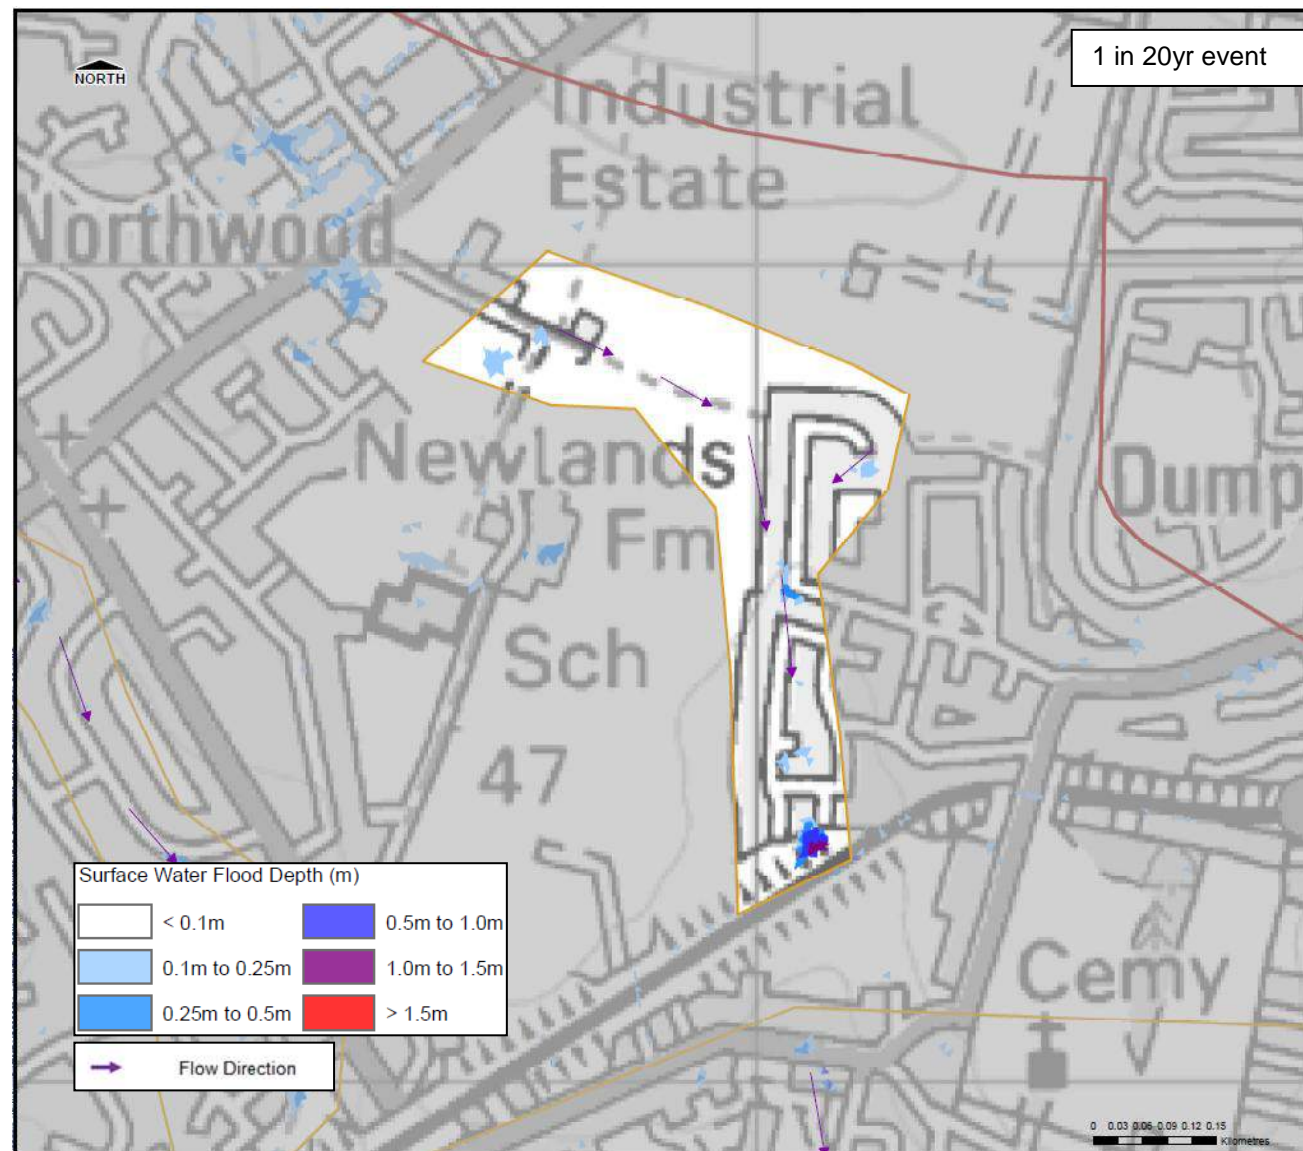 1 in 20yr event
NORTH
Industrial
Estate
Northwood
Newlands
Fm
Dump
Sch
47
Cemy
Surface Water Flood Depth (m)
< 0.1m
0.5m to 1.0m
0.1m to 0.25m
1.0m to 1.5m
0.25m to 0.5m
> 1.5m
Flow Direction
0 0.03 0.06 0.09 0.12 0.15
Kilometres